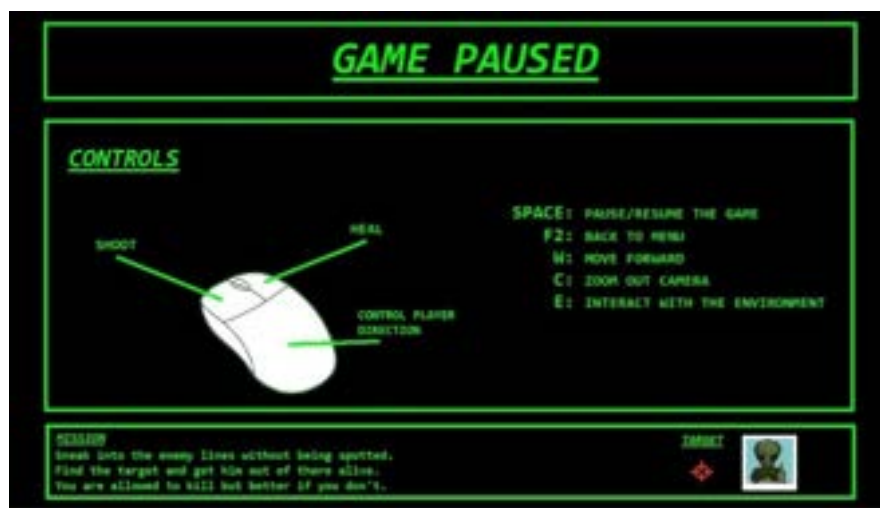 GAME PAUSED
CONTROLS
SHOOT
HEAL
CONTROL PLAYER
DIRECTION
SPACE: PAUSE/RESUME THE GAME
F2: BACK TO MENU
W: MOVE FORWARD
C: ZOOM OUT CAMERA
E: INTERACT WITH THE ENVIRONMENT
MISSION
Sneak into the enemy lines without being spotted.
Find the target and get him out of there alive.
You are allowed to kill but better if you don't.
TARGET